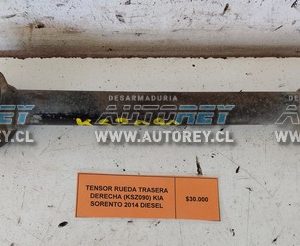 DESARMADURIA
AUTOREY
WWW.AUTOREY.CL
TENSOR RUEDA TRASERA
DERECHA (KSZ090) KIA
SORENTO 2014 DIESEL
$30.000